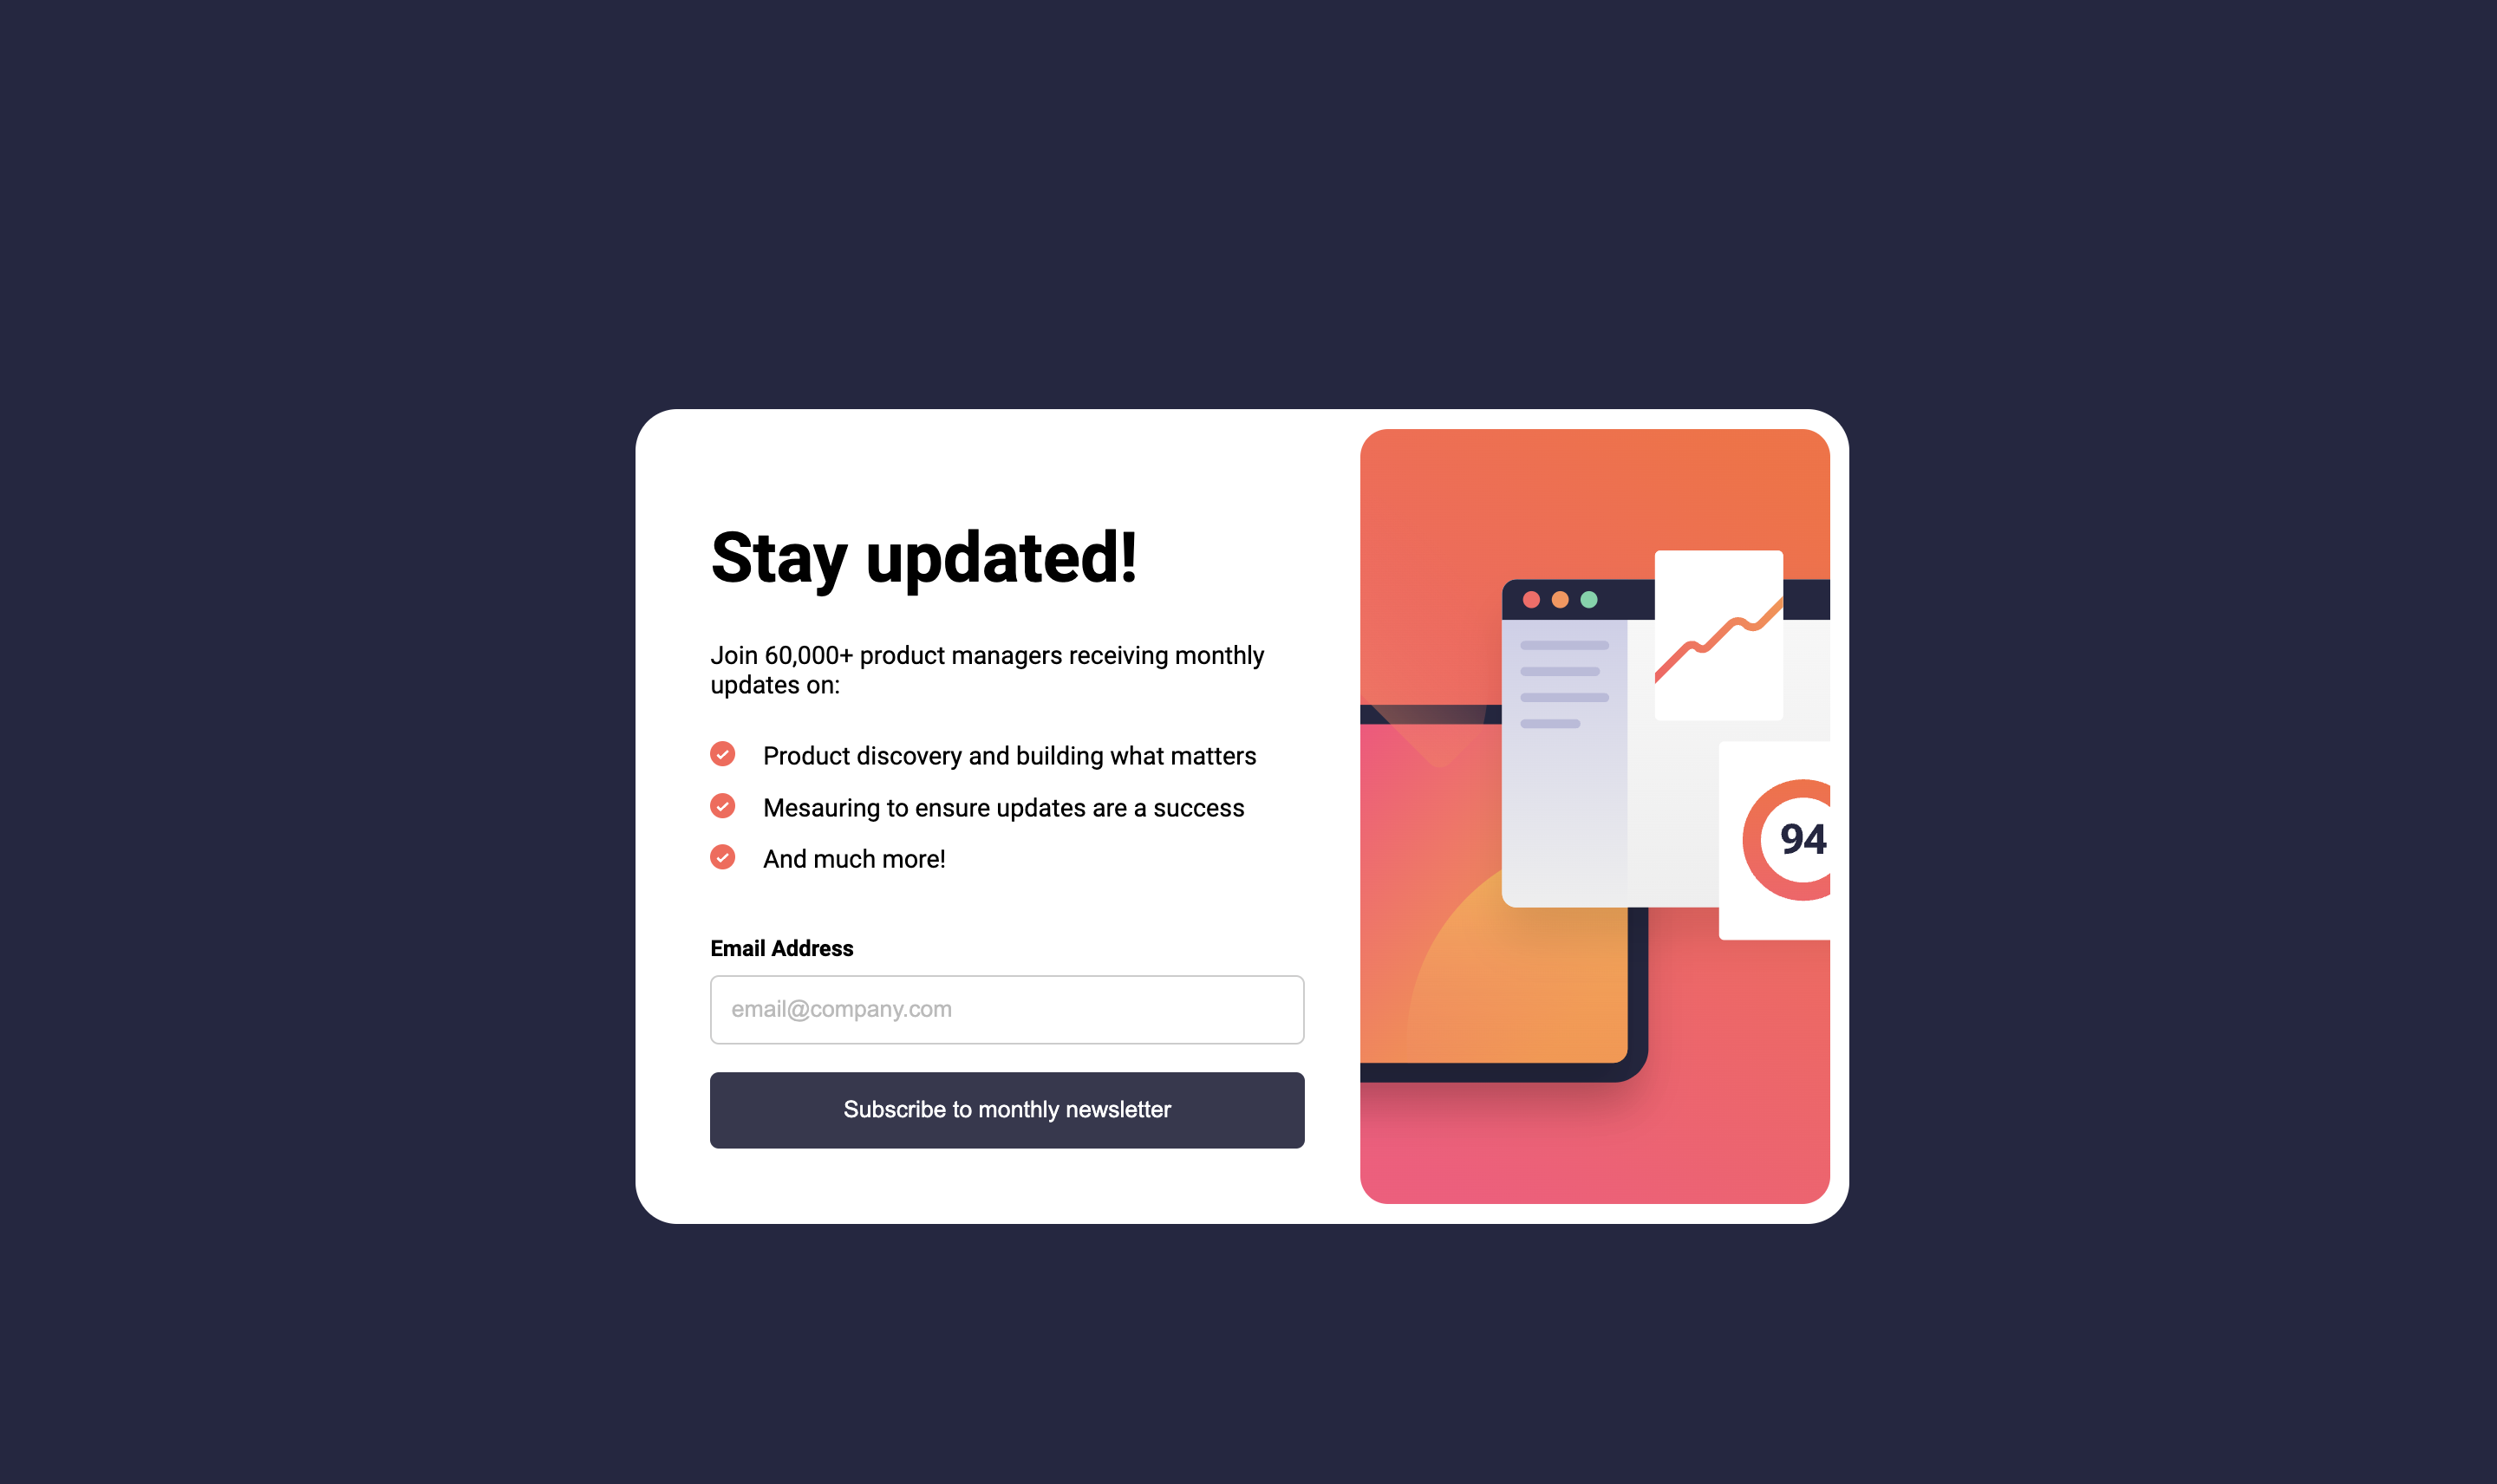 Stay updated!
Join 60,000+ product managers receiving monthly
updates on:
Product discovery and building what matters
Mesauring to ensure updates are a success
And much more!
Email Address
email@company.com
Subscribe to monthly newsletter
94